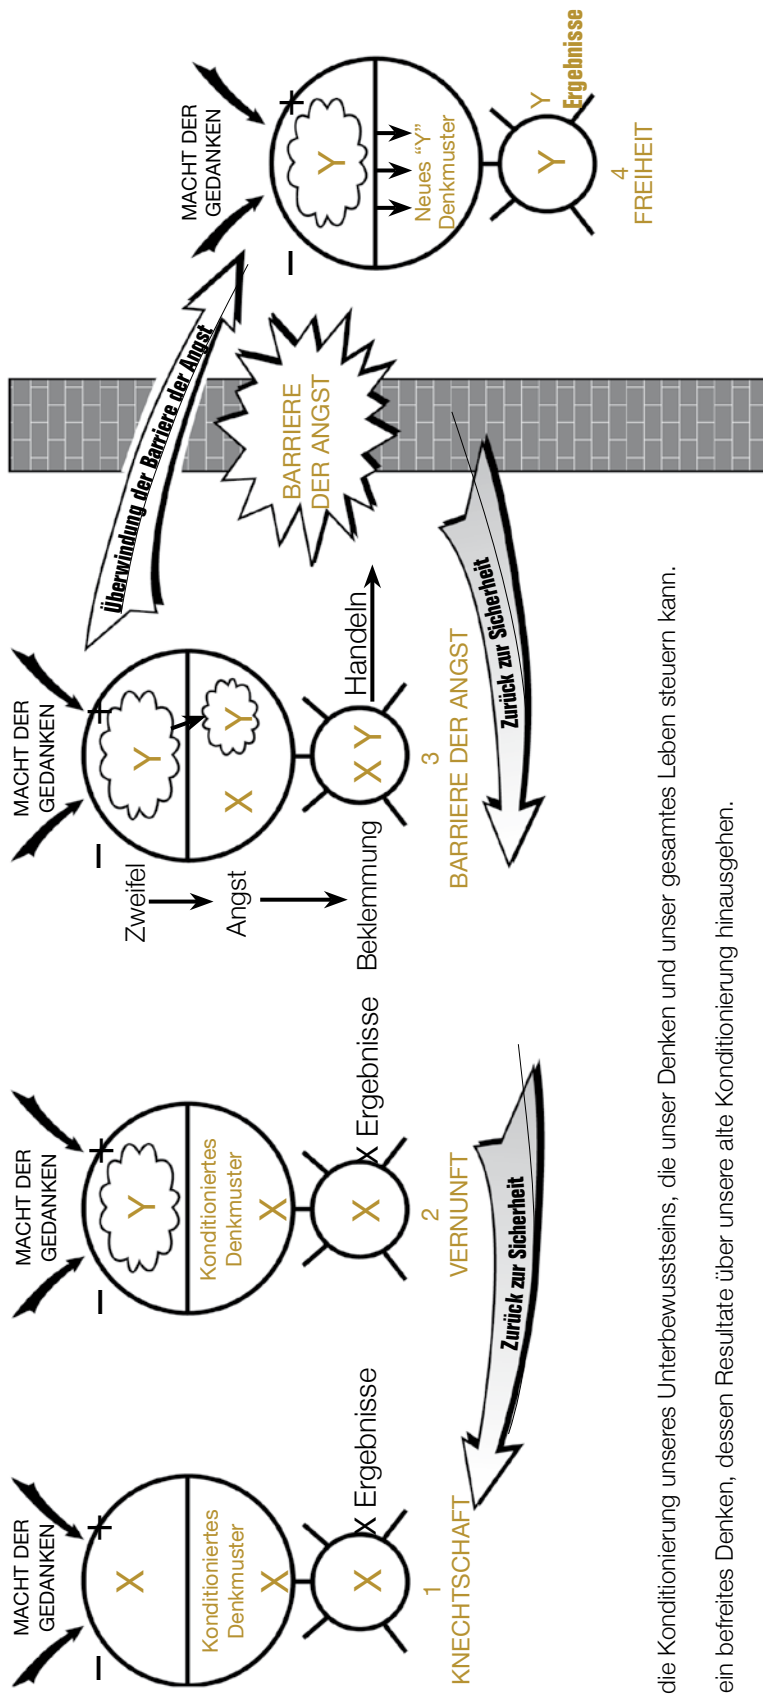 MACHT DER
GEDANKEN
–
+
X
Konditioniertes
Denkmuster
X
X
X Ergebnisse
1
KNECHTSCHAFT
MACHT DER
GEDANKEN
–
+
Y
Konditioniertes
Denkmuster
X
X
X Ergebnisse
2
VERNUNFT
Zurück zur Sicherheit
MACHT DER
GEDANKEN
–
+
Zweifel
Angst
Beklemmung
Y
X
Y
X Y
Handeln
3
BARRIERE DER ANGST
Zurück zur Sicherheit
Überwindung der Barriere der Angst
BARRIERE
DER ANGST
MACHT DER
GEDANKEN
–
+
Y
Neues "Y"
Denkmuster
Y
Y
Ergebnisse
4
FREIHEIT
die Konditionierung unseres Unterbewusstseins, die unser Denken und unser gesamtes Leben steuern kann.
ein befreites Denken, dessen Resultate über unsere alte Konditionierung hinausgehen.